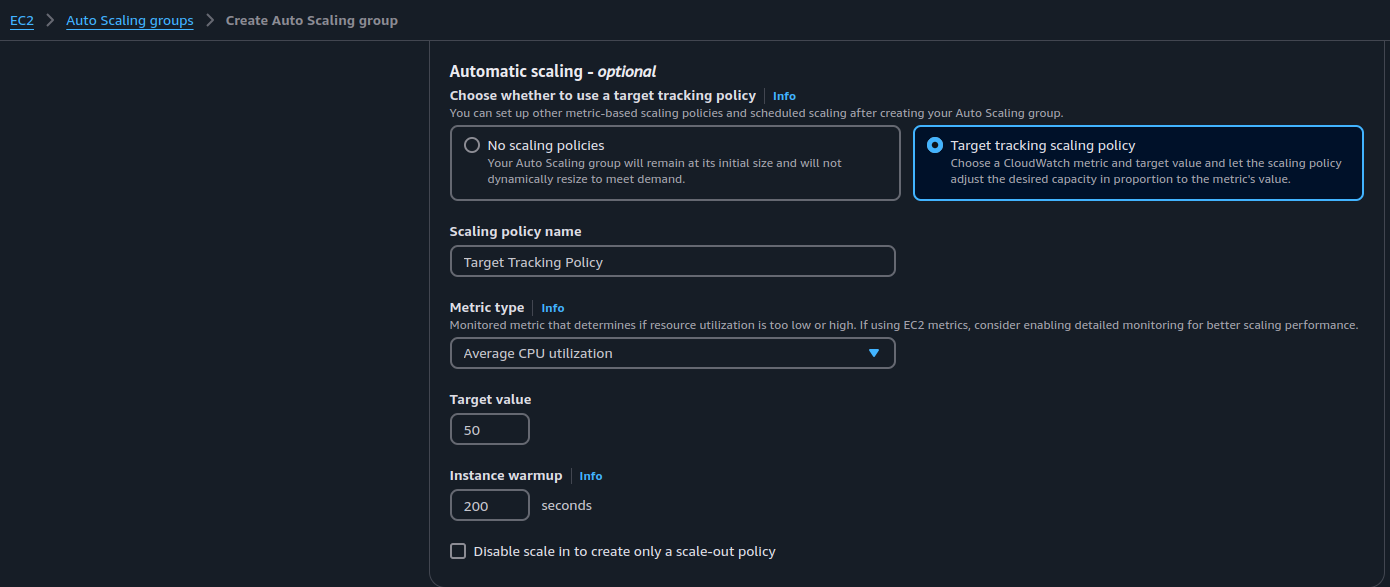 EC2 > Auto Scaling groups > Create Auto Scaling group
Automatic scaling - optional
Choose whether to use a target tracking policy | Info
You can set up other metric-based scaling policies and scheduled scaling after creating your Auto Scaling group.
No scaling policies
Your Auto Scaling group will remain at its initial size and will not
dynamically resize to meet demand.
Target tracking scaling policy
Choose a CloudWatch metric and target value and let the scaling policy
adjust the desired capacity in proportion to the metric's value.
Scaling policy name
Target Tracking Policy
Metric type | Info
Monitored metric that determines if resource utilization is too low or high. If using EC2 metrics, consider enabling detailed monitoring for better scaling performance.
Average CPU utilization
Target value
50
Instance warmup | Info
200 seconds
Disable scale in to create only a scale-out policy